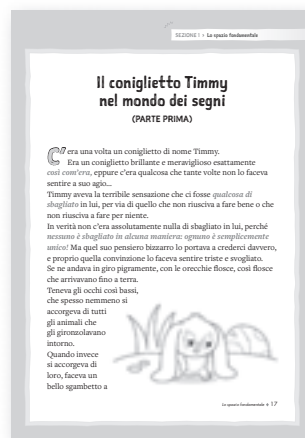 SEZIONE 1 • Lo spazio fondamentale
Il coniglietto Timmy
nel mondo dei segni
(PARTE PRIMA)
C'era una volta un coniglietto di nome Timmy.
Era un coniglietto brillante e meraviglioso esattamente
così com'era, eppure c'era qualcosa che tante volte non lo faceva
sentire a suo agio...
Timmy aveva la terribile sensazione che ci fosse qualcosa di
sbagliato in lui, per via di quello che non riusciva a fare bene o che
non riusciva a fare per niente.
In verità non c'era assolutamente nulla di sbagliato in lui, perché
nessuno è sbagliato in alcuna maniera: ognuno è semplicemente
unico! Ma quel suo pensiero bizzarro lo portava a crederci davvero,
e proprio quella convinzione lo faceva sentire triste e svogliato.
Se ne andava in giro pigramente, con le orecchie flosce, così flosce
che arrivavano fino a terra.
Teneva gli occhi così bassi,
che spesso nemmeno si
accorgeva di tutti
gli animali che
gli gironzolavano
intorno.
Quando invece
si accorgeva di
loro, faceva un
bello sgambetto a
Lo spazio fondamentale • 17